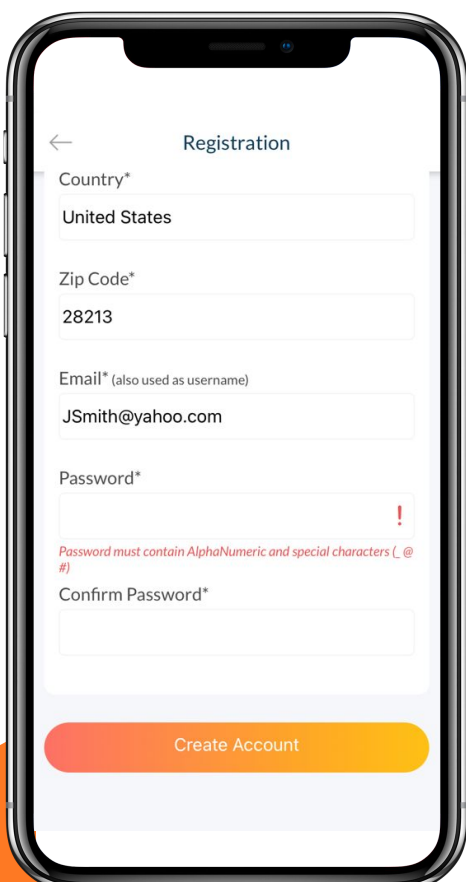 Registration
Country*
United States
Zip Code*
28213
Email* (also used as username)
JSmith@yahoo.com
Password*
!
Password must contain AlphaNumeric and special characters (_ @
#)
Confirm Password*
Create Account